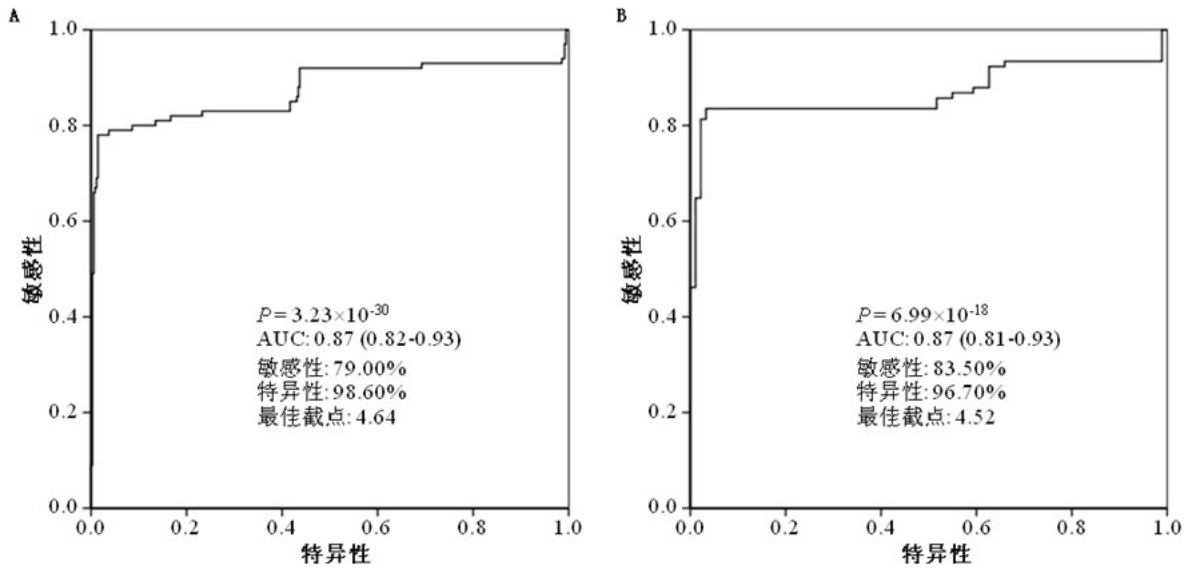 A
1.0
0.8
0.6
0.4
0.2
0.0
敏感性
P = 3.23×10⁻³⁰
AUC: 0.87 (0.82-0.93)
敏感性: 79.00%
特异性: 98.60%
最佳截点: 4.64
0.0 0.2 0.4 0.6 0.8 1.0
特异性
B
1.0
0.8
0.6
0.4
0.2
0.0
敏感性
P = 6.99×10⁻¹⁸
AUC: 0.87 (0.81-0.93)
敏感性: 83.50%
特异性: 96.70%
最佳截点: 4.52
0.0 0.2 0.4 0.6 0.8 1.0
特异性